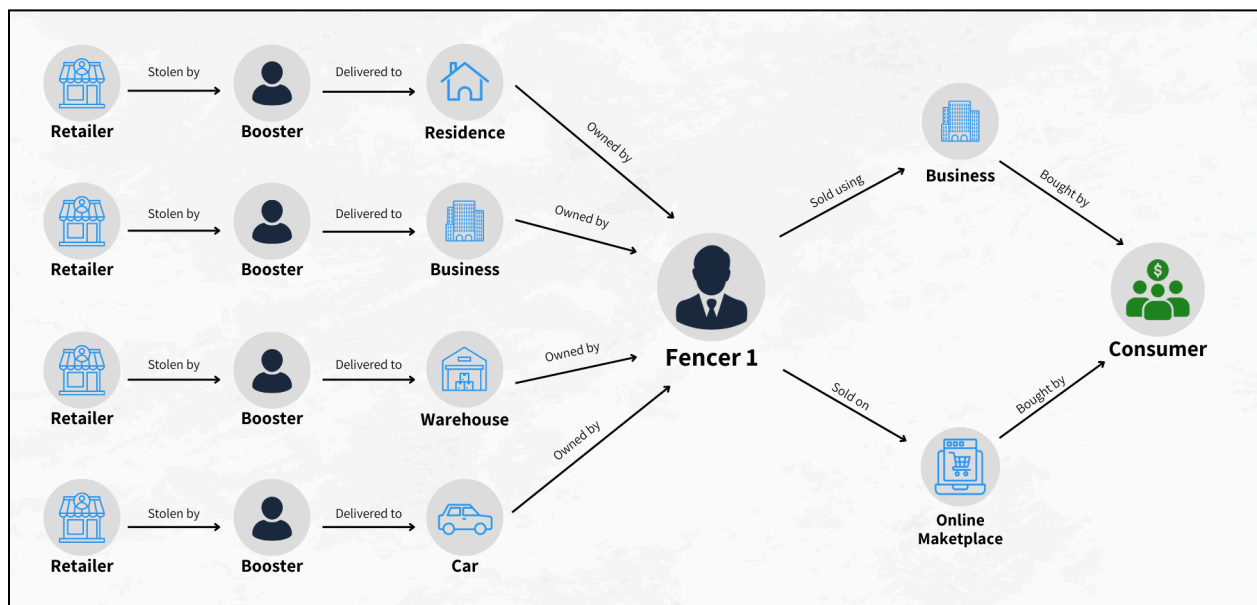 Stolen by
Delivered to
Retailer
Booster
Residence
Owned by
Stolen by
Delivered to
Retailer
Booster
Business
Owned by
Stolen by
Delivered to
Retailer
Booster
Warehouse
Owned by
Stolen by
Delivered to
Retailer
Booster
Car
Owned by
Fencer 1
Sold using
Business
Bought by
Sold on
Online
Maketplace
Bought by
$
Consumer